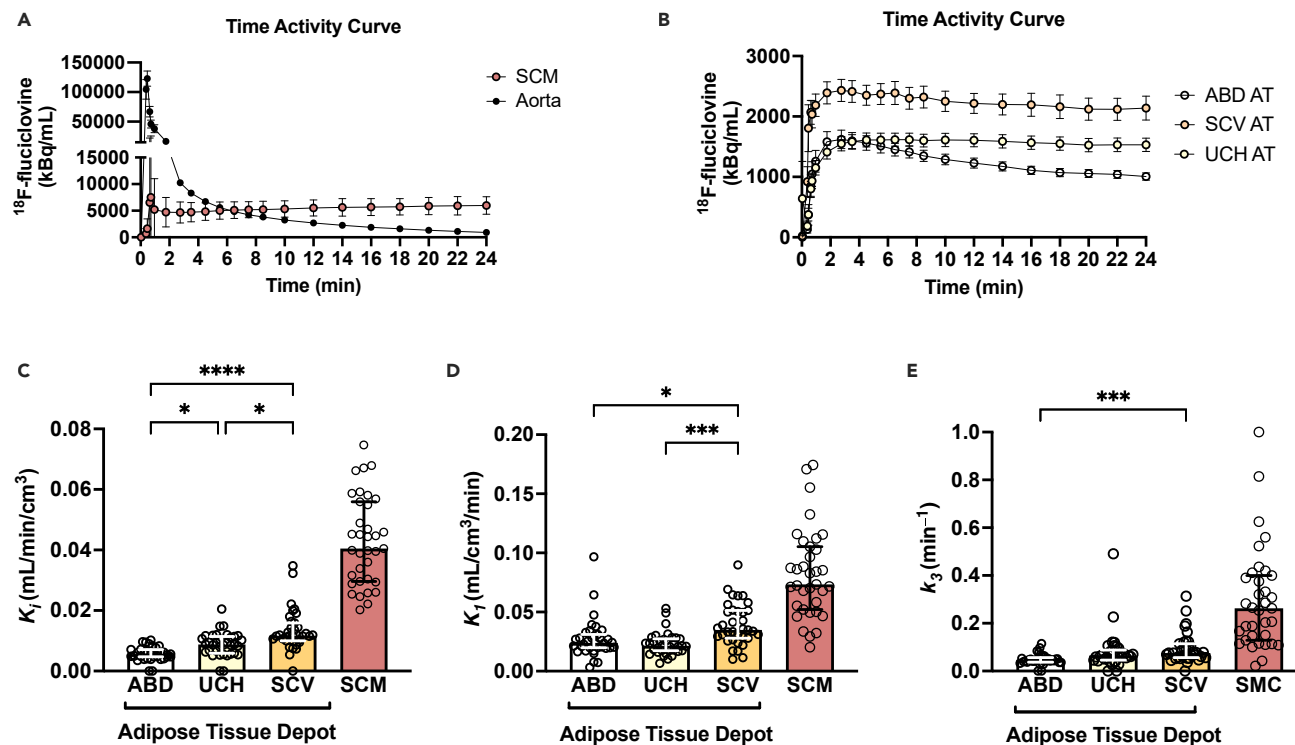 A
Time Activity Curve
150000
100000
50000
15000
10000
5000
0
¹⁸F-fluciclovine
(kBq/mL)
SCM
Aorta
0 2 4 6 8 10 12 14 16 18 20 22 24
Time (min)
B
Time Activity Curve
3000
2000
1000
0
¹⁸F-fluciclovine
(kBq/mL)
ABD AT
SCV AT
UCH AT
0 2 4 6 8 10 12 14 16 18 20 22 24
Time (min)
C
****
* *
0.08
0.06
0.04
0.02
0.00
Kᵢ (mL/min/cm³)
ABD UCH SCV SCM
Adipose Tissue Depot
D
*
***
0.20
0.15
0.10
0.05
0.00
K₁ (mL/cm³/min)
ABD UCH SCV SCM
Adipose Tissue Depot
E
***
1.0
0.8
0.6
0.4
0.2
0.0
k₃ (min⁻¹)
ABD UCH SCV SMC
Adipose Tissue Depot